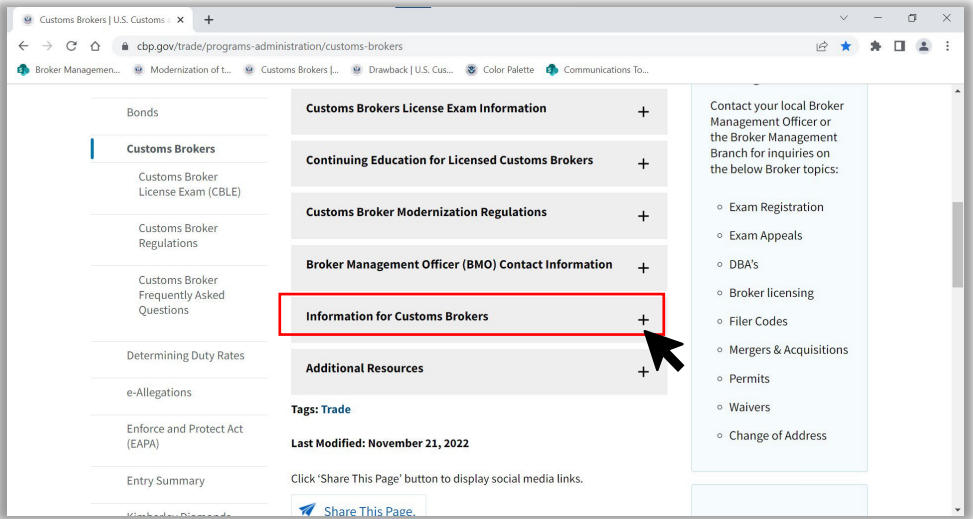 Customs Brokers | U.S. Customs a
cbp.gov/trade/programs-administration/customs-brokers
Broker Managemen...
Modernization of t...
Customs Brokers |...
Drawback | U.S. Cus...
Color Palette
Communications To...
Bonds
Customs Brokers
Customs Broker
License Exam (CBLE)
Customs Broker
Regulations
Customs Broker
Frequently Asked
Questions
Determining Duty Rates
e-Allegations
Enforce and Protect Act
(EAPA)
Entry Summary
Kimberley Diamonds
Customs Brokers License Exam Information
Continuing Education for Licensed Customs Brokers
Customs Broker Modernization Regulations
Broker Management Officer (BMO) Contact Information
Information for Customs Brokers
Additional Resources
Tags: Trade
Last Modified: November 21, 2022
Click ‘Share This Page’ button to display social media links.
Share This Page.
Contact your local Broker
Management Officer or
the Broker Management
Branch for inquiries on
the below Broker topics:
Exam Registration
Exam Appeals
DBA's
Broker licensing
Filer Codes
Mergers & Acquisitions
Permits
Waivers
Change of Address